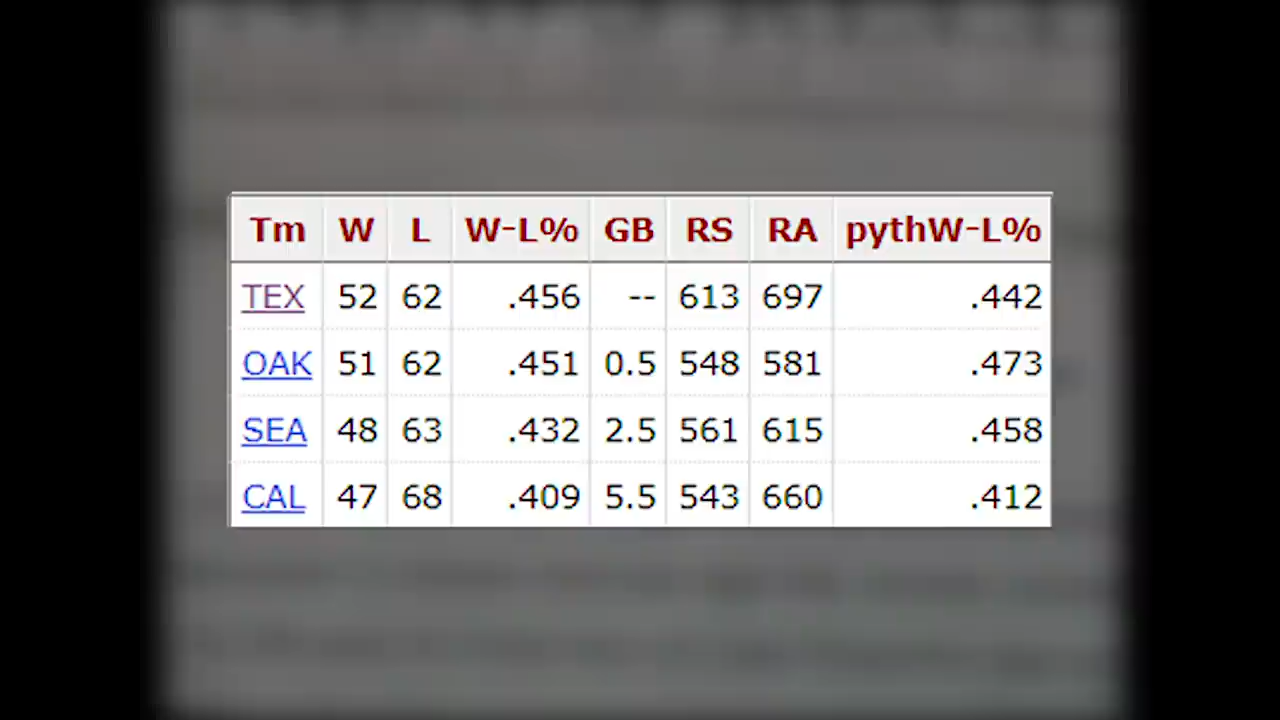 Tm W L W-L% GB RS RA pythW-L%
TEX 52 62 .456 -- 613 697 .442
OAK 51 62 .451 0.5 548 581 .473
SEA 48 63 .432 2.5 561 615 .458
CAL 47 68 .409 5.5 543 660 .412